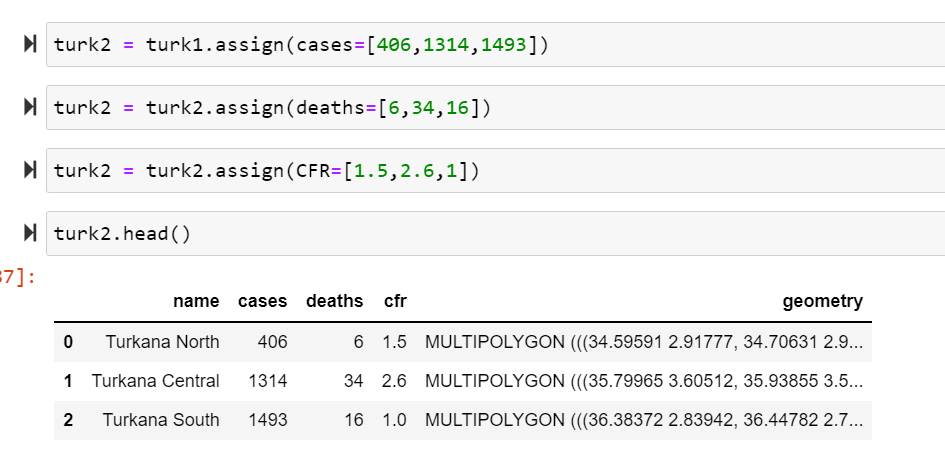 turk2 = turk1.assign(cases=[406,1314,1493])
turk2 = turk2.assign(deaths=[6,34,16])
turk2 = turk2.assign(CFR=[1.5,2.6,1])
turk2.head()
37]:
name cases deaths cfr geometry
0 Turkana North 406 6 1.5 MULTIPOLYGON (((34.59591 2.91777, 34.70631 2.9...
1 Turkana Central 1314 34 2.6 MULTIPOLYGON (((35.79965 3.60512, 35.93855 3.5...
2 Turkana South 1493 16 1.0 MULTIPOLYGON (((36.38372 2.83942, 36.44782 2.7...